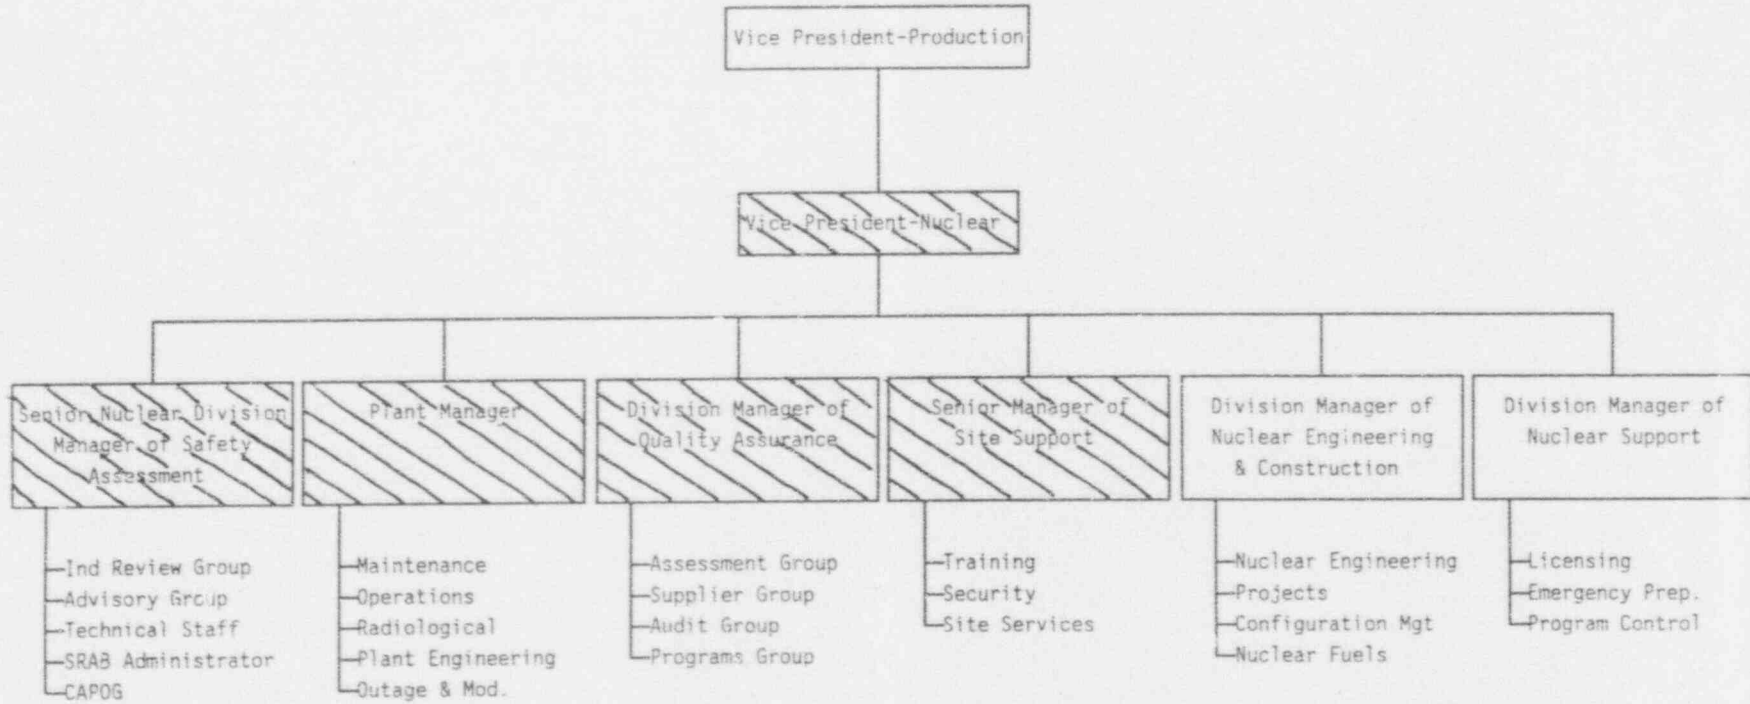 Vice President-Production
Vice President-Nuclear
Senior Nuclear Division
Manager of Safety
Assessment
Plant Manager
Division Manager of
Quality Assurance
Senior Manager of
Site Support
Division Manager of
Nuclear Engineering
& Construction
Division Manager of
Nuclear Support
Ind Review Group
Advisory Group
Technical Staff
SRAB Administrator
CAPOG
Maintenance
Operations
Radiological
Plant Engineering
Outage & Mod.
Assessment Group
Supplier Group
Audit Group
Programs Group
Training
Security
Site Services
Nuclear Engineering
Projects
Configuration Mgt
Nuclear Fuels
Licensing
Emergency Prep.
Program Control